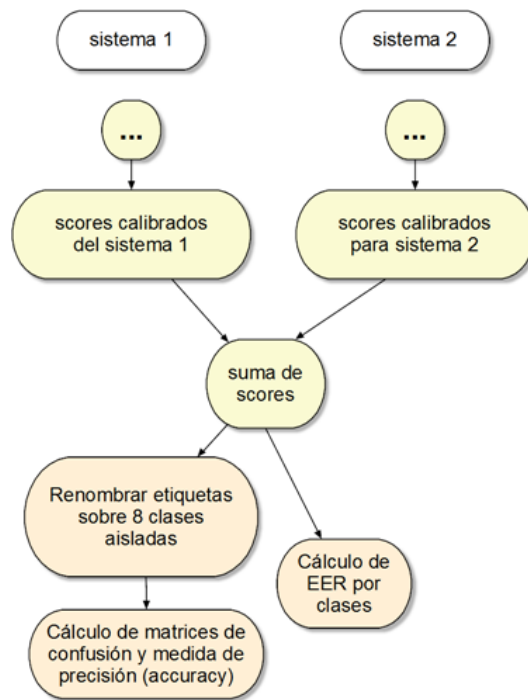 sistema 1
sistema 2
...
...
scores calibrados
del sistema 1
scores calibrados
para sistema 2
suma de
scores
Renombrar etiquetas
sobre 8 clases
aisladas
Cálculo de
EER por
clases
Cálculo de matrices de
confusión y medida de
precisión (accuracy)